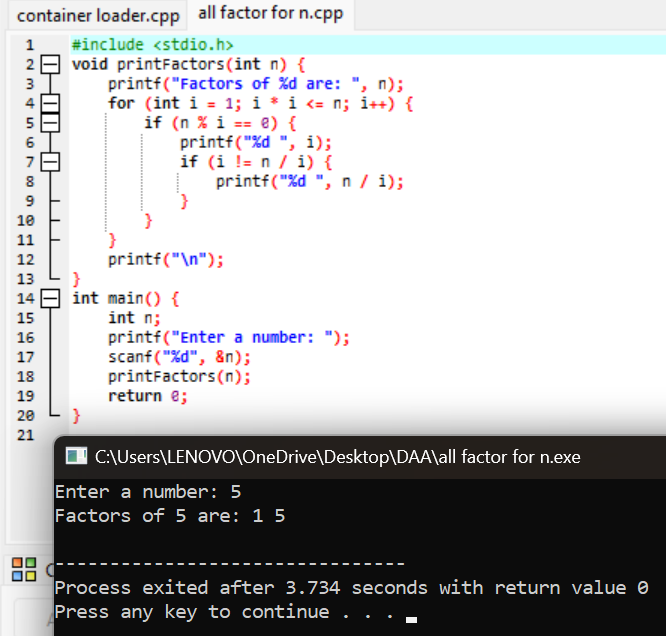 container loader.cpp all factor for n.cpp
1 #include <stdio.h>
2 void printFactors(int n) {
3 printf("Factors of %d are: ", n);
4 for (int i = 1; i * i <= n; i++) {
5 if (n % i == 0) {
6 printf("%d ", i);
7 if (i != n / i) {
8 printf("%d ", n / i);
9 }
10 }
11 }
12 printf("\n");
13 }
14 int main() {
15 int n;
16 printf("Enter a number: ");
17 scanf("%d", &n);
18 printFactors(n);
19 return 0;
20 }
21
C:\Users\LENOVO\OneDrive\Desktop\DAA\all factor for n.exe
Enter a number: 5
Factors of 5 are: 1 5
--------------------------------
Process exited after 3.734 seconds with return value 0
Press any key to continue . . .